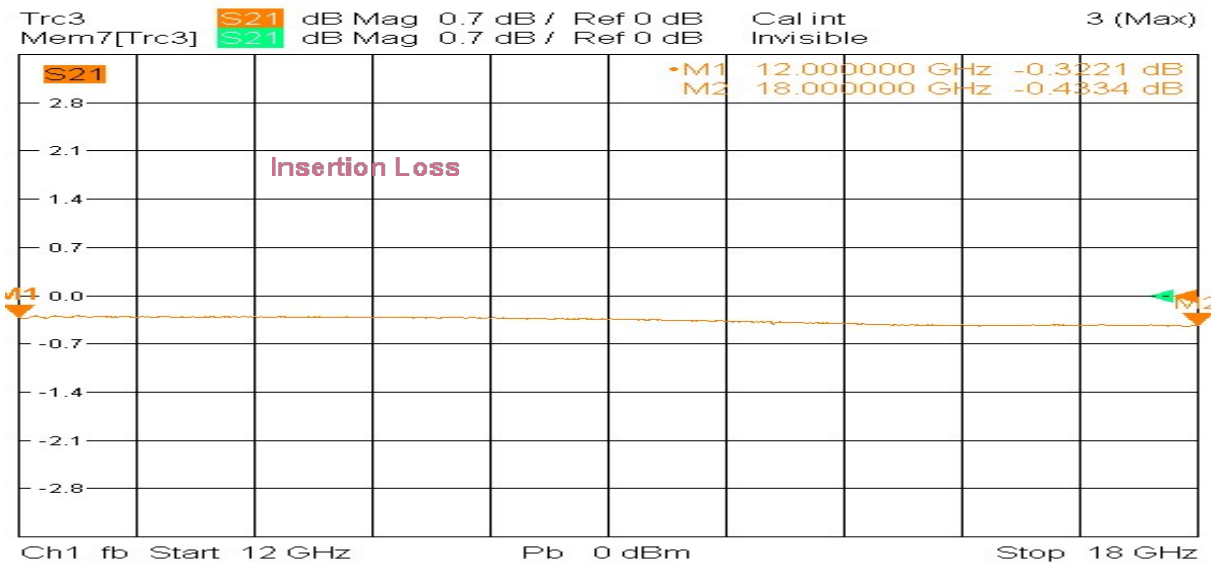 Trc3 S21 dB Mag 0.7 dB / Ref 0 dB Cal int 3 (Max)
Mem7[Trc3] S21 dB Mag 0.7 dB / Ref 0 dB Invisible
S21
•M1 12.000000 GHz -0.3221 dB
M2 18.000000 GHz -0.4334 dB
2.8
2.1
Insertion Loss
1.4
0.7
M1 0.0
M2
-0.7
-1.4
-2.1
-2.8
Ch1 fb Start 12 GHz Pb 0 dBm Stop 18 GHz